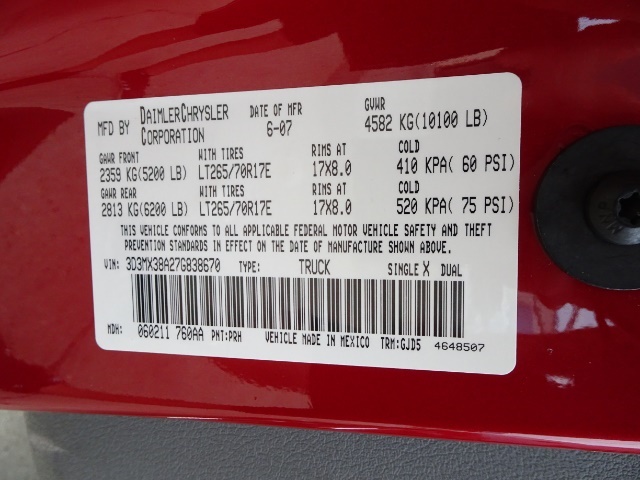 MFD BY DAIMLERCHRYSLER CORPORATION DATE OF MFR 6-07 GVWR 4582 KG(10100 LB)
GAWR FRONT WITH TIRES RIMS AT COLD
2359 KG(5200 LB) LT265/70R17E 17X8.0 410 KPA( 60 PSI)
GAWR REAR WITH TIRES RIMS AT COLD
2813 KG(6200 LB) LT265/70R17E 17X8.0 520 KPA( 75 PSI)
THIS VEHICLE CONFORMS TO ALL APPLICABLE FEDERAL MOTOR VEHICLE SAFETY AND THEFT
PREVENTION STANDARDS IN EFFECT ON THE DATE OF MANUFACTURE SHOWN ABOVE.
VIN: 3D3MX38A27G838670 TYPE: TRUCK SINGLE X DUAL
MDH: 060211 760AA PNT:PRH VEHICLE MADE IN MEXICO TRM:GJD5 4648507